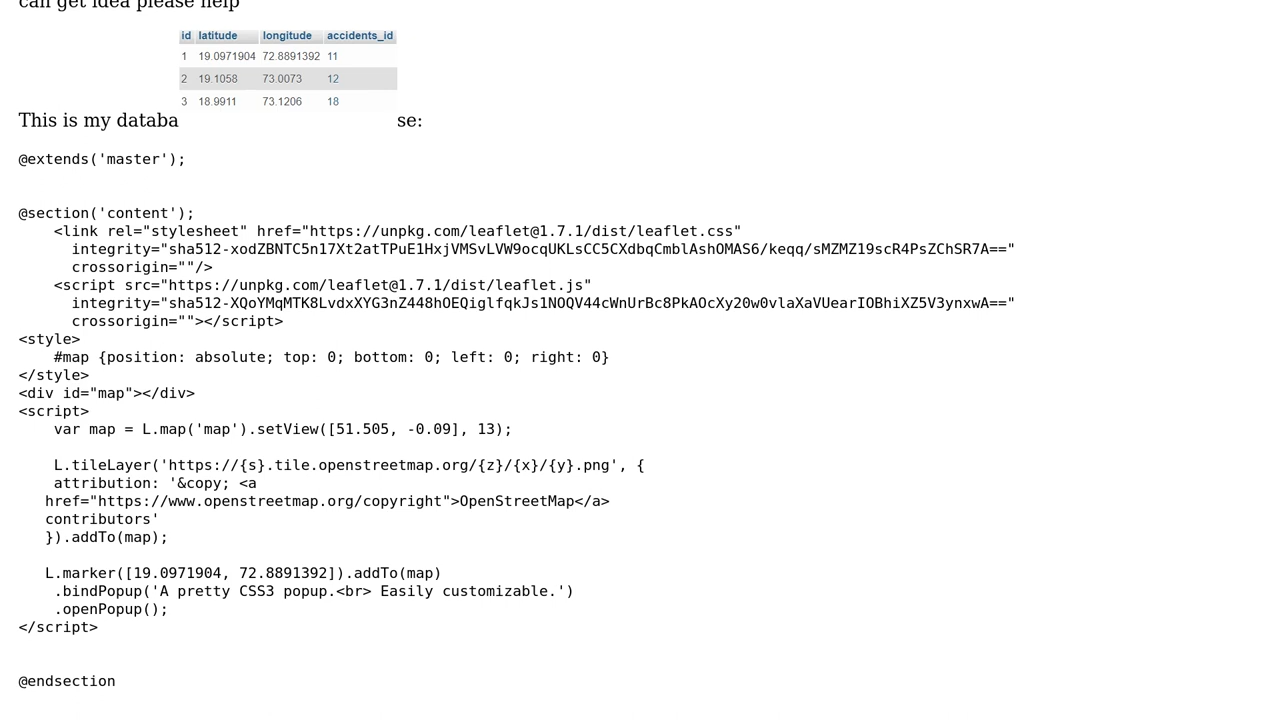 can get idea please help
id latitude longitude accidents_id
1 19.0971904 72.8891392 11
2 19.1058 73.0073 12
3 18.9911 73.1206 18
This is my databa se:
@extends('master');
@section('content');
<link rel="stylesheet" href="https://unpkg.com/leaflet@1.7.1/dist/leaflet.css"
integrity="sha512-xodZBNTC5n17Xt2atTPuE1HxjVMSvLVW9ocqUKLsCC5CXdbqCmblAshOMAS6/keqq/sMZMZ19scR4PsZChSR7A=="
crossorigin=""/>
<script src="https://unpkg.com/leaflet@1.7.1/dist/leaflet.js"
integrity="sha512-XQoYMqMTK8LvdxXYG3nZ448hOEQiglfqkJs1NOQV44cWnUrBc8PkAOcXy20w0vlaXaVUearIOBhiXZ5V3ynxwA=="
crossorigin=""></script>
<style>
#map {position: absolute; top: 0; bottom: 0; left: 0; right: 0}
</style>
<div id="map"></div>
<script>
var map = L.map('map').setView([51.505, -0.09], 13);
L.tileLayer('https://{s}.tile.openstreetmap.org/{z}/{x}/{y}.png', {
attribution: '&copy; <a
href="https://www.openstreetmap.org/copyright">OpenStreetMap</a>
contributors'
}).addTo(map);
L.marker([19.0971904, 72.8891392]).addTo(map)
.bindPopup('A pretty CSS3 popup.<br> Easily customizable.')
.openPopup();
</script>
@endsection